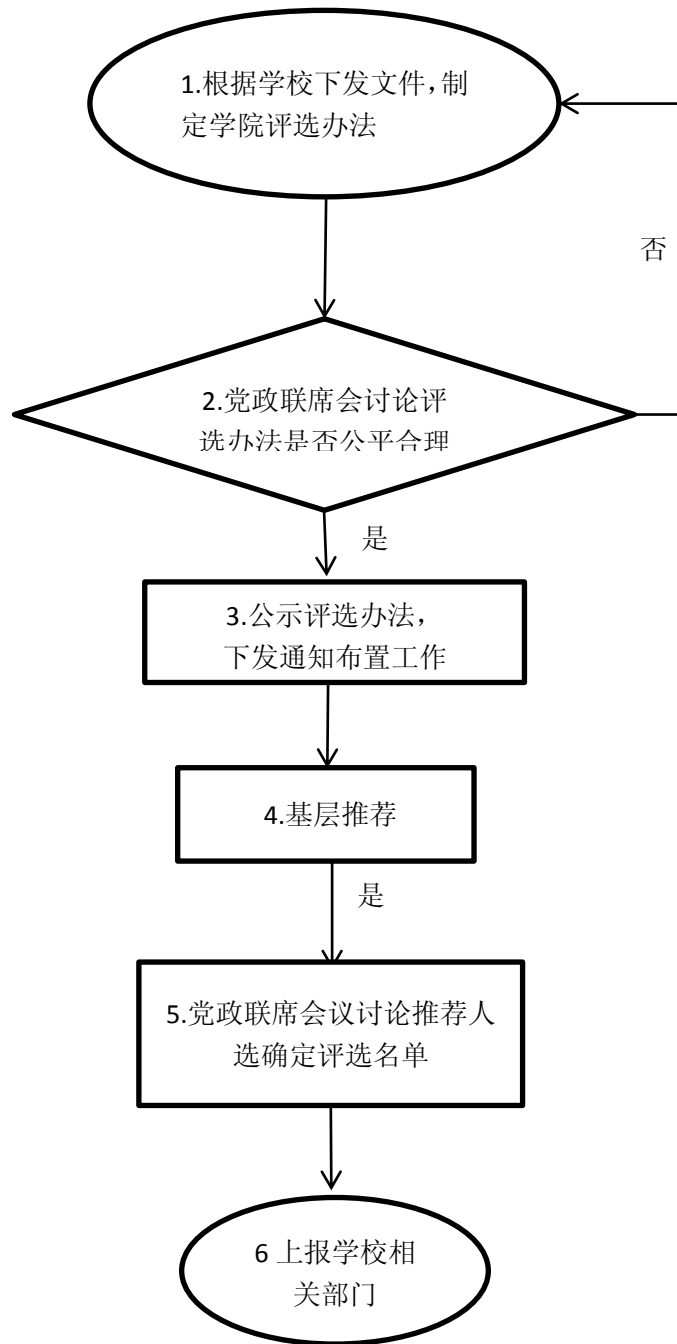 1.根据学校下发文件，制
定学院评选办法
否
2.党政联席会讨论评
选办法是否公平合理
是
3.公示评选办法，
下发通知布置工作
4.基层推荐
是
5.党政联席会议讨论推荐人
选确定评选名单
6 上报学校相
关部门